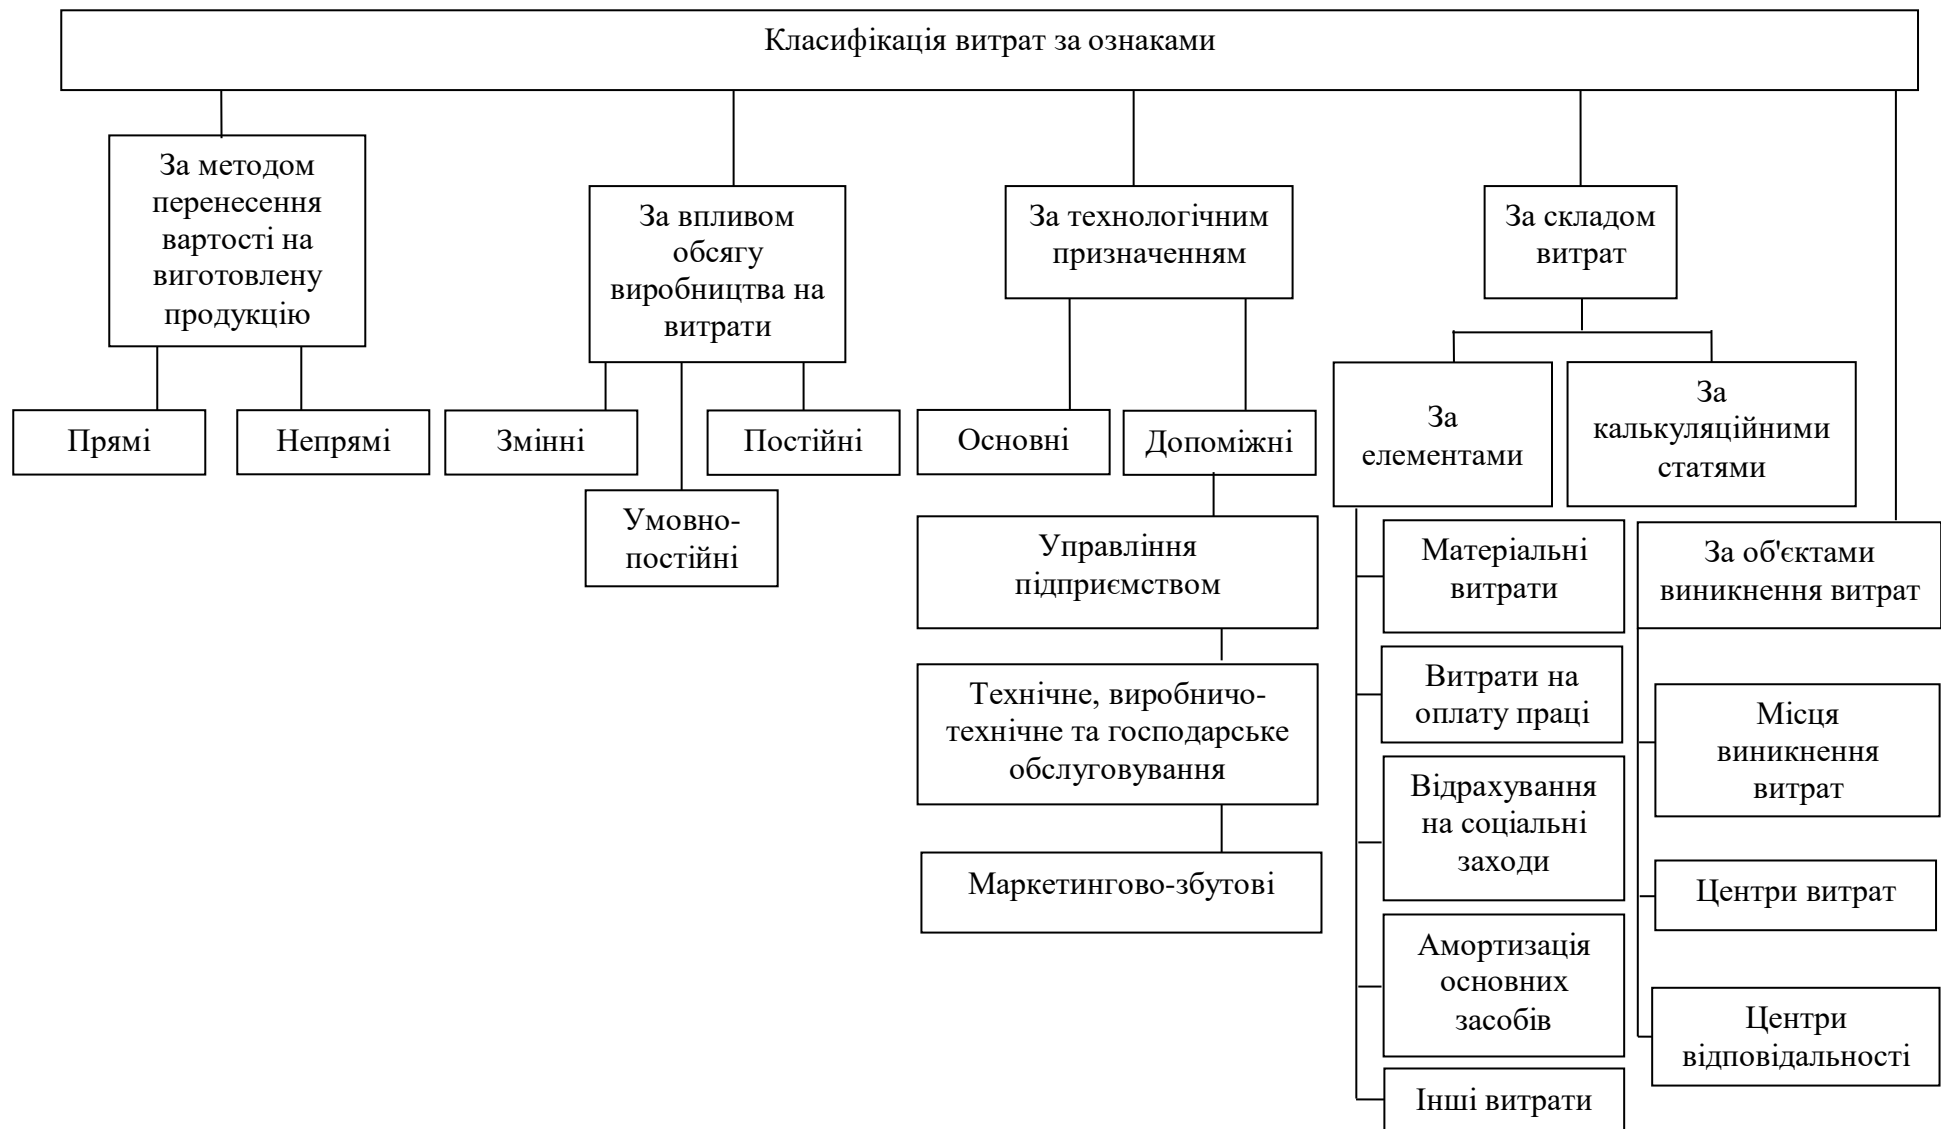 Класифікація витрат за ознаками
За методом
перенесення
вартості на
виготовлену
продукцію
За впливом
обсягу
виробництва на
витрати
За технологічним
призначенням
За складом
витрат
Прямі
Непрямі
Змінні
Постійні
Умовно-
постійні
Основні
Допоміжні
Управління
підприємством
Технічне, виробничо-
технічне та господарське
обслуговування
Маркетингово-збутові
За
елементами
За
калькуляційними
статями
Матеріальні
витрати
Витрати на
оплату праці
Відрахування
на соціальні
заходи
Амортизація
основних
засобів
Інші витрати
За об'єктами
виникнення витрат
Місця
виникнення
витрат
Центри витрат
Центри
відповідальності